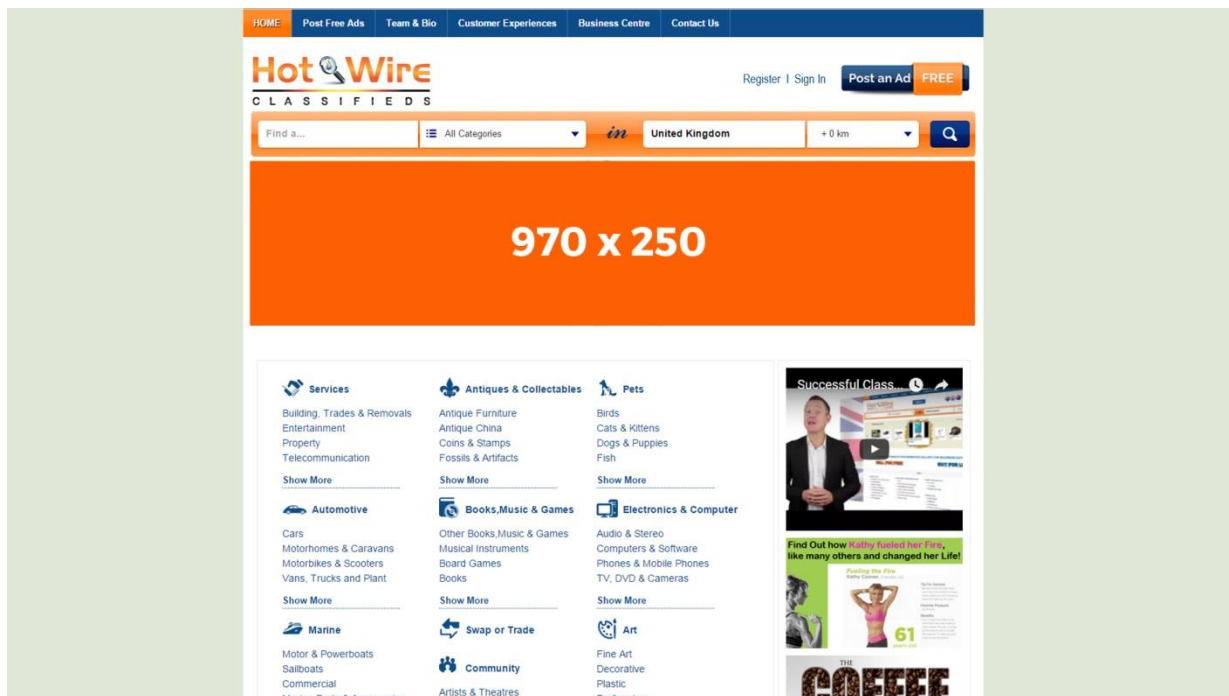 HOME Post Free Ads Team & Bio Customer Experiences Business Centre Contact Us
Hot Wire
CLASSIFIEDS
Register | Sign In Post an Ad FREE
Find a... All Categories in United Kingdom + 0 km
970 x 250
Services
Building, Trades & Removals
Entertainment
Property
Telecommunication
Show More
Antiques & Collectables
Antique Furniture
Antique China
Coins & Stamps
Fossils & Artifacts
Show More
Pets
Birds
Cats & Kittens
Dogs & Puppies
Fish
Show More
Automotive
Cars
Motorhomes & Caravans
Motorbikes & Scooters
Vans, Trucks and Plant
Show More
Books,Music & Games
Other Books,Music & Games
Musical Instruments
Board Games
Books
Show More
Electronics & Computer
Audio & Stereo
Computers & Software
Phones & Mobile Phones
TV, DVD & Cameras
Show More
Marine
Motor & Powerboats
Sailboats
Commercial
Swap or Trade
Community
Artists & Theatres
Art
Fine Art
Decorative
Plastic
Successful Class...
Find Out how Kathy fueled her Fire,
like many others and changed her Life!
Fueling the Fire
61
THE
COFFEE